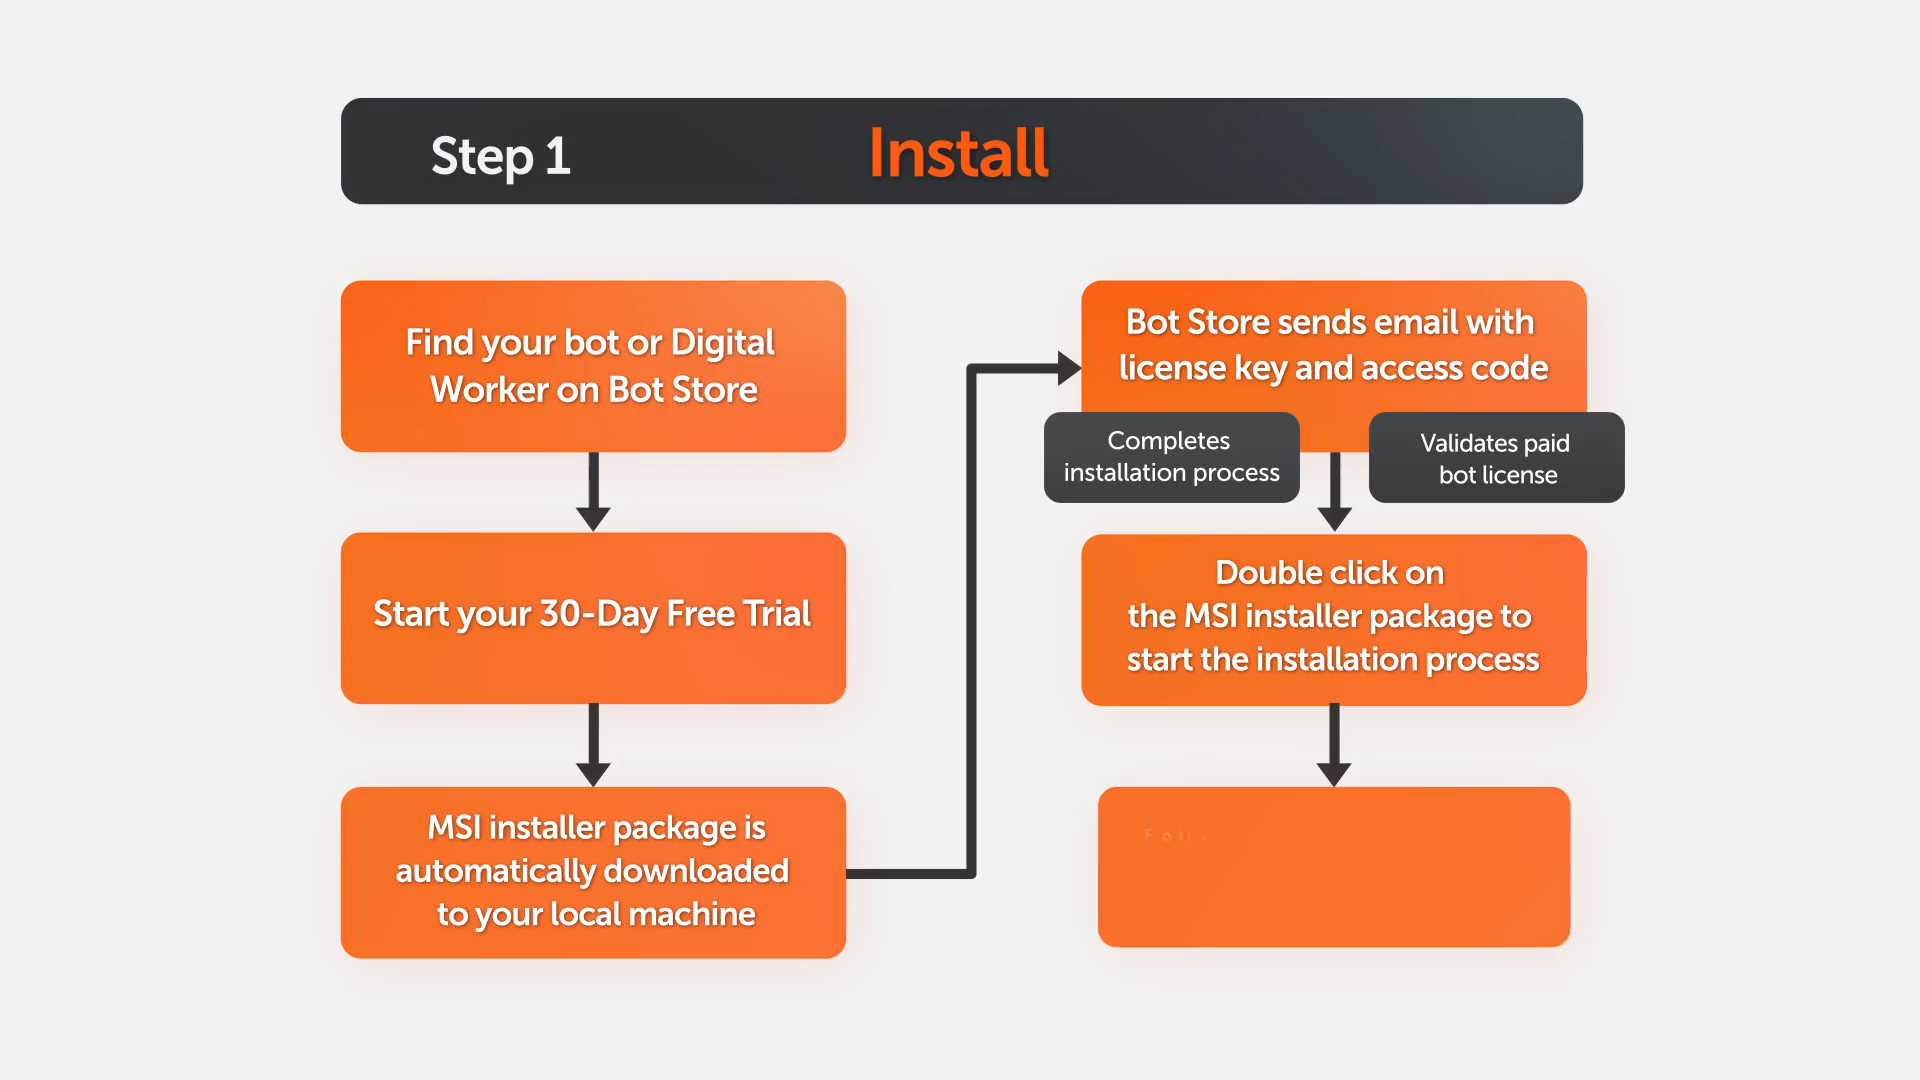 Step 1
Install
Find your bot or Digital
Worker on Bot Store
Start your 30-Day Free Trial
MSI installer package is
automatically downloaded
to your local machine
Bot Store sends email with
license key and access code
Completes
installation process
Validates paid
bot license
Double click on
the MSI installer package to
start the installation process